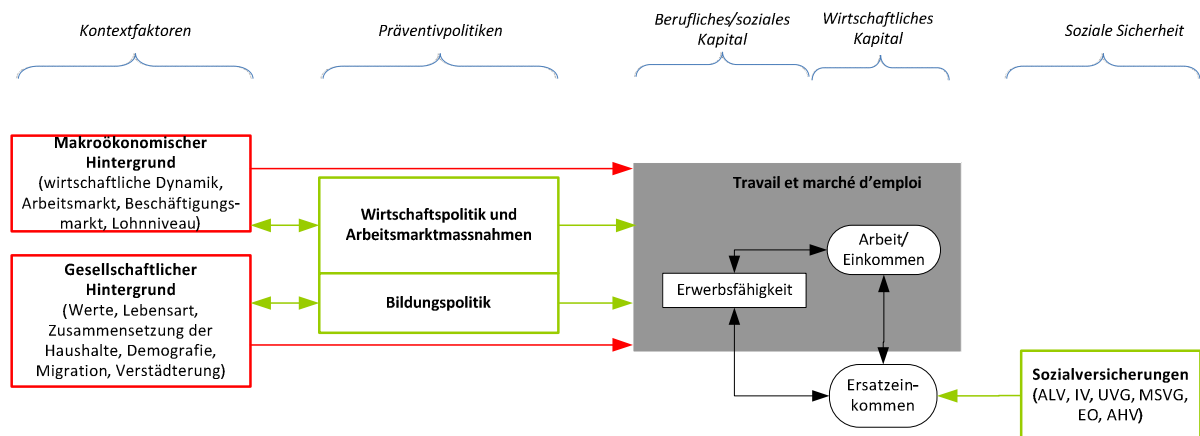 Kontextfaktoren
Präventivpolitiken
Berufliches/soziales
Kapital
Wirtschaftliches
Kapital
Soziale Sicherheit
Makroökonomischer
Hintergrund
(wirtschaftliche Dynamik,
Arbeitsmarkt, Beschäftigungs-
markt, Lohnniveau)
Wirtschaftspolitik und
Arbeitsmarktmassnahmen
Travail et marché d'emploi
Arbeit/
Einkommen
Gesellschaftlicher
Hintergrund
(Werte, Lebensart,
Zusammensetzung der
Haushalte, Demografie,
Migration, Verstädterung)
Bildungspolitik
Erwerbsfähigkeit
Ersatzein-
kommen
Sozialversicherungen
(ALV, IV, UVG, MSVG,
EO, AHV)